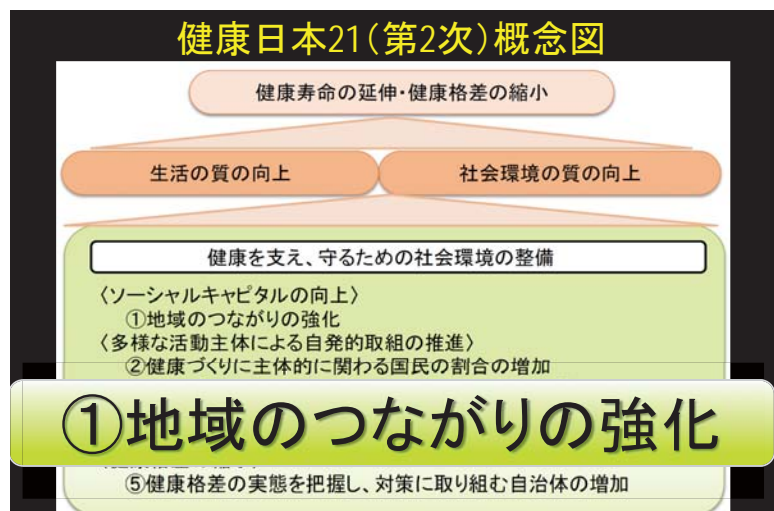 健康日本21（第2次）概念図
健康寿命の延伸・健康格差の縮小
生活の質の向上
社会環境の質の向上
健康を支え、守るための社会環境の整備
〈ソーシャルキャピタルの向上〉
①地域のつながりの強化
〈多様な活動主体による自発的取組の推進〉
②健康づくりに主体的に関わる国民の割合の増加
①地域のつながりの強化
⑤健康格差の実態を把握し、対策に取り組む自治体の増加